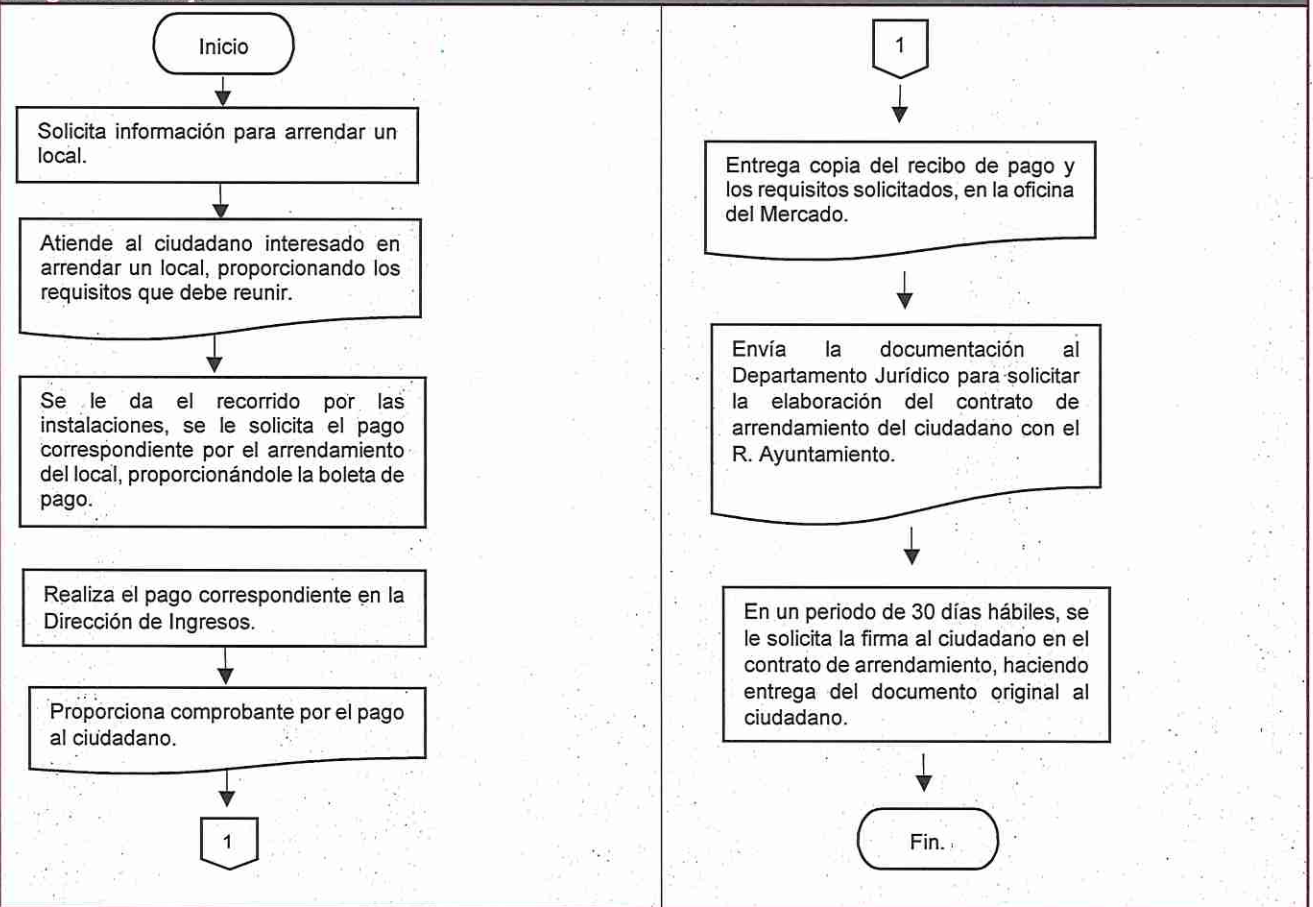 Inicio
Solicita información para arrendar un
local.
Atiende al ciudadano interesado en
arrendar un local, proporcionando los
requisitos que debe reunir.
Se le da el recorrido por las
instalaciones, se le solicita el pago
correspondiente por el arrendamiento
del local, proporcionándole la boleta de
pago.
Realiza el pago correspondiente en la
Dirección de Ingresos.
Proporciona comprobante por el pago
al ciudadano.
1
1
Entrega copia del recibo de pago y
los requisitos solicitados, en la oficina
del Mercado.
Envía la documentación al
Departamento Jurídico para solicitar
la elaboración del contrato de
arrendamiento del ciudadano con el
R. Ayuntamiento.
En un periodo de 30 días hábiles, se
le solicita la firma al ciudadano en el
contrato de arrendamiento, haciendo
entrega del documento original al
ciudadano.
Fin.